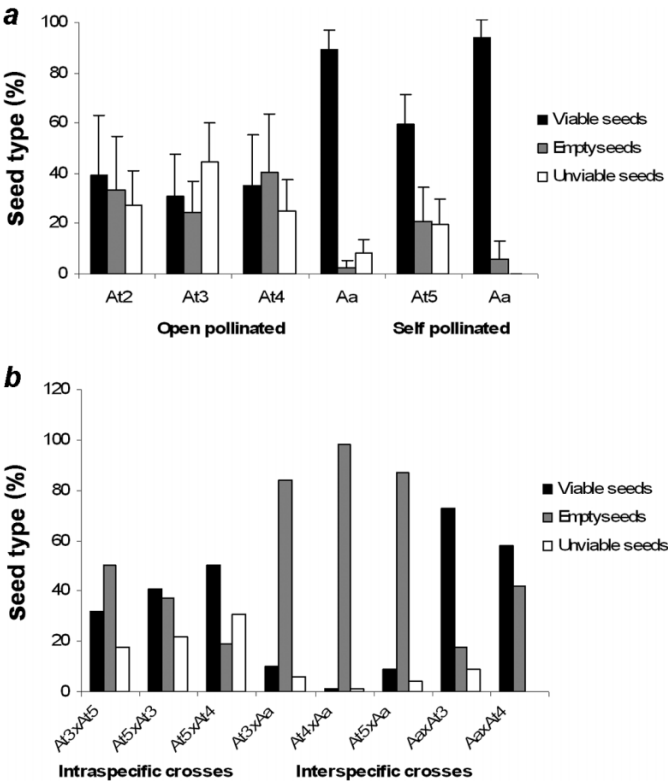 a
Seed type (%)
100
80
60
40
20
0
At2 At3 At4 Aa At5 Aa
Open pollinated Self pollinated
Viable seeds
Emptyseeds
Unviable seeds
b
Seed type (%)
120
100
80
60
40
20
0
At3xAt5 At5xAt3 At5xAt4 At3xAa At4xAa At5xAa AaxAt3 AaxAt4
Intraspecific crosses Interspecific crosses
Viable seeds
Emptyseeds
Unviable seeds